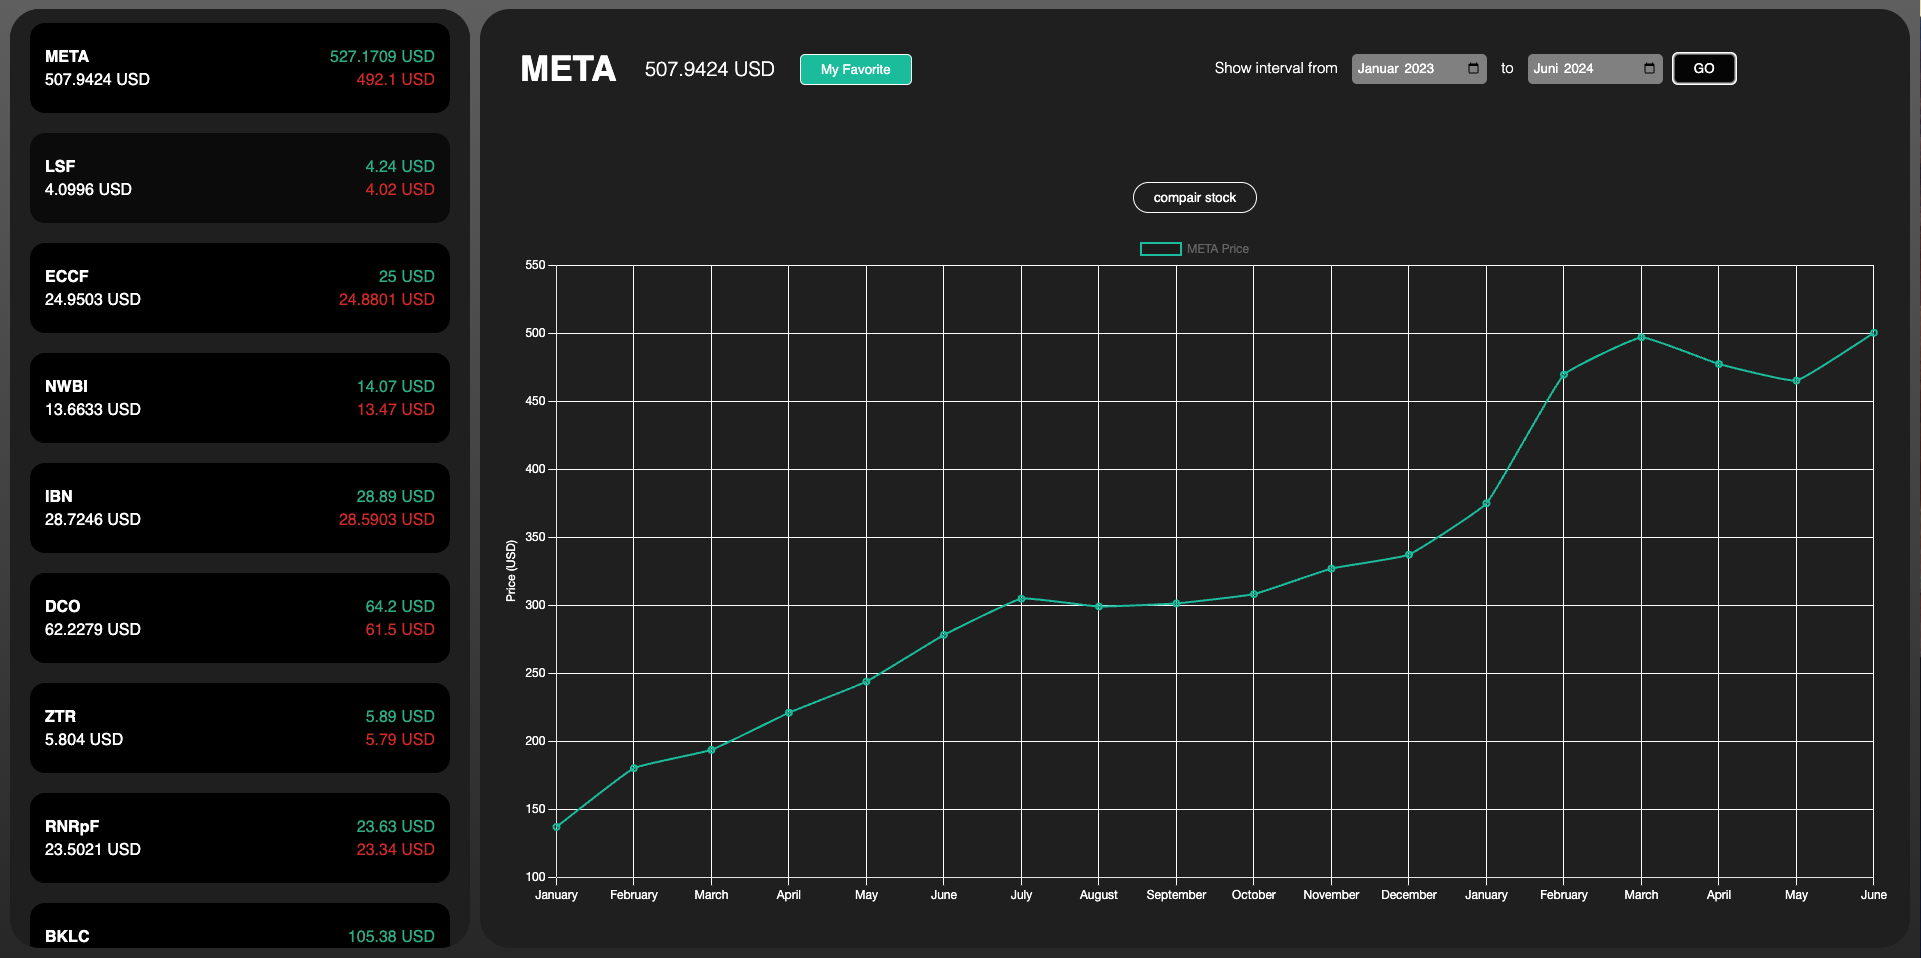 META 527.1709 USD
507.9424 USD 492.1 USD
LSF 4.24 USD
4.0996 USD 4.02 USD
ECCF 25 USD
24.9503 USD 24.8801 USD
NWBI 14.07 USD
13.6633 USD 13.47 USD
IBN 28.89 USD
28.7246 USD 28.5903 USD
DCO 64.2 USD
62.2279 USD 61.5 USD
ZTR 5.89 USD
5.804 USD 5.79 USD
RNRpF 23.63 USD
23.5021 USD 23.34 USD
BKLC 105.38 USD
META 507.9424 USD My Favorite Show interval from Januar 2023 to Juni 2024 GO
compair stock
META Price
Price (USD)
550
500
450
400
350
300
250
200
150
100
January February March April May June July August September October November December January February March April May June